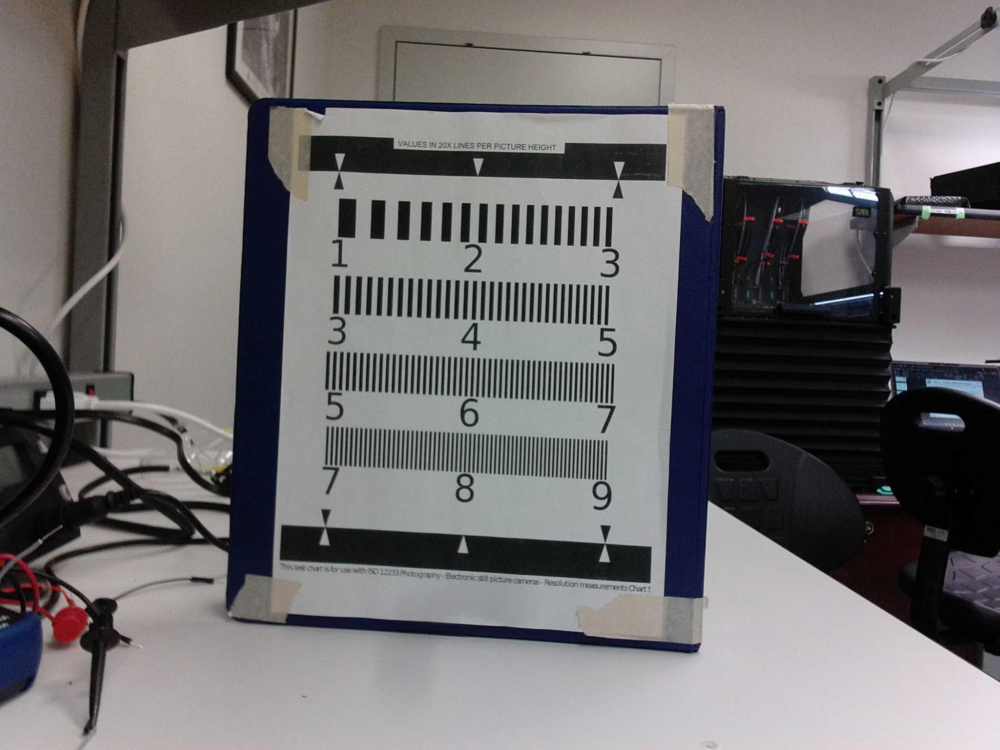 VALUES IN 20X LINES PER PICTURE HEIGHT
1 2 3
3 4 5
5 6 7
7 8 9
This test chart is for use with ISO 12233 Photography - Electronic still picture cameras - Resolution measurements Chart S